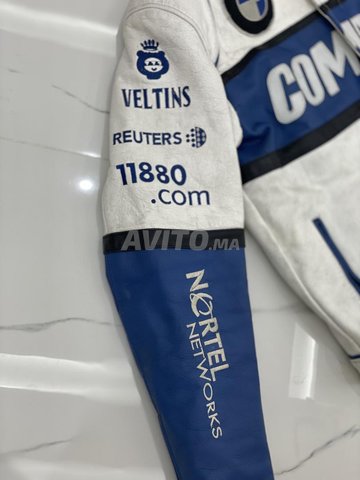 VELTINS
REUTERS
11880
.com
COM
AVITO.MA
NORTEL
NETWORKS